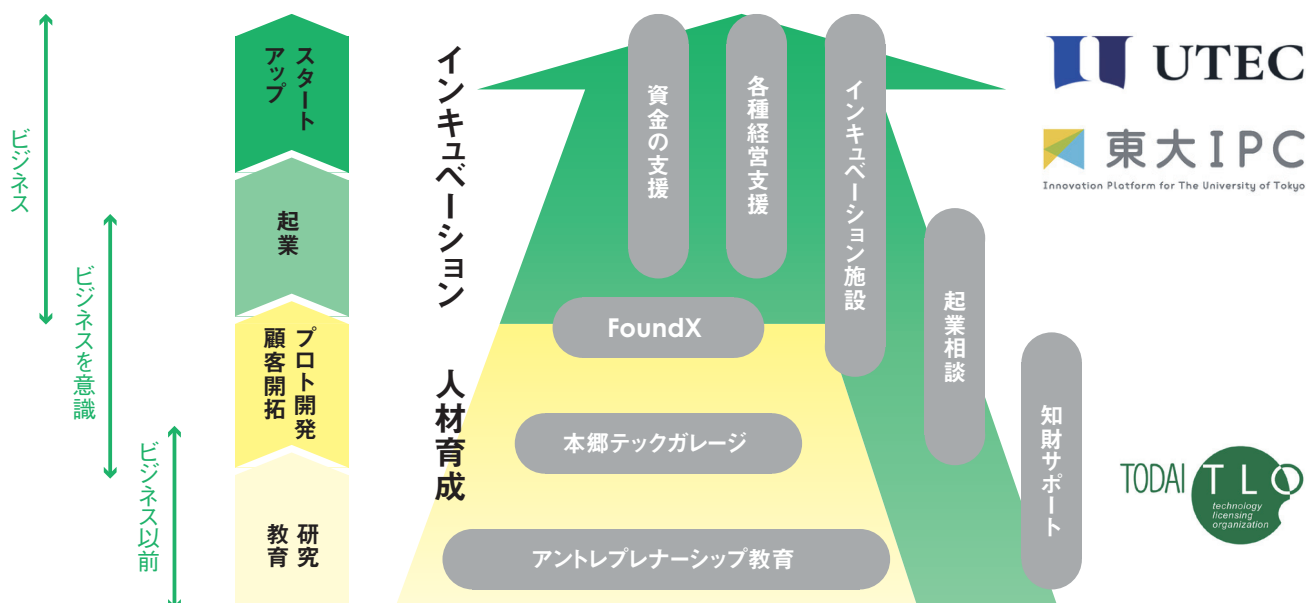 ビジネス
ビジネスを意識
ビジネス以前
スタート
アップ
起業
プロト開発
顧客開拓
研究
教育
インキュベーション
人材育成
資金の支援
各種経営支援
インキュベーション施設
起業相談
知財サポート
FoundX
本郷テックガレージ
アントレプレナーシップ教育
UTEC
東大IPC
Innovation Platform for The University of Tokyo
TODAI TLO
technology
licensing
organization